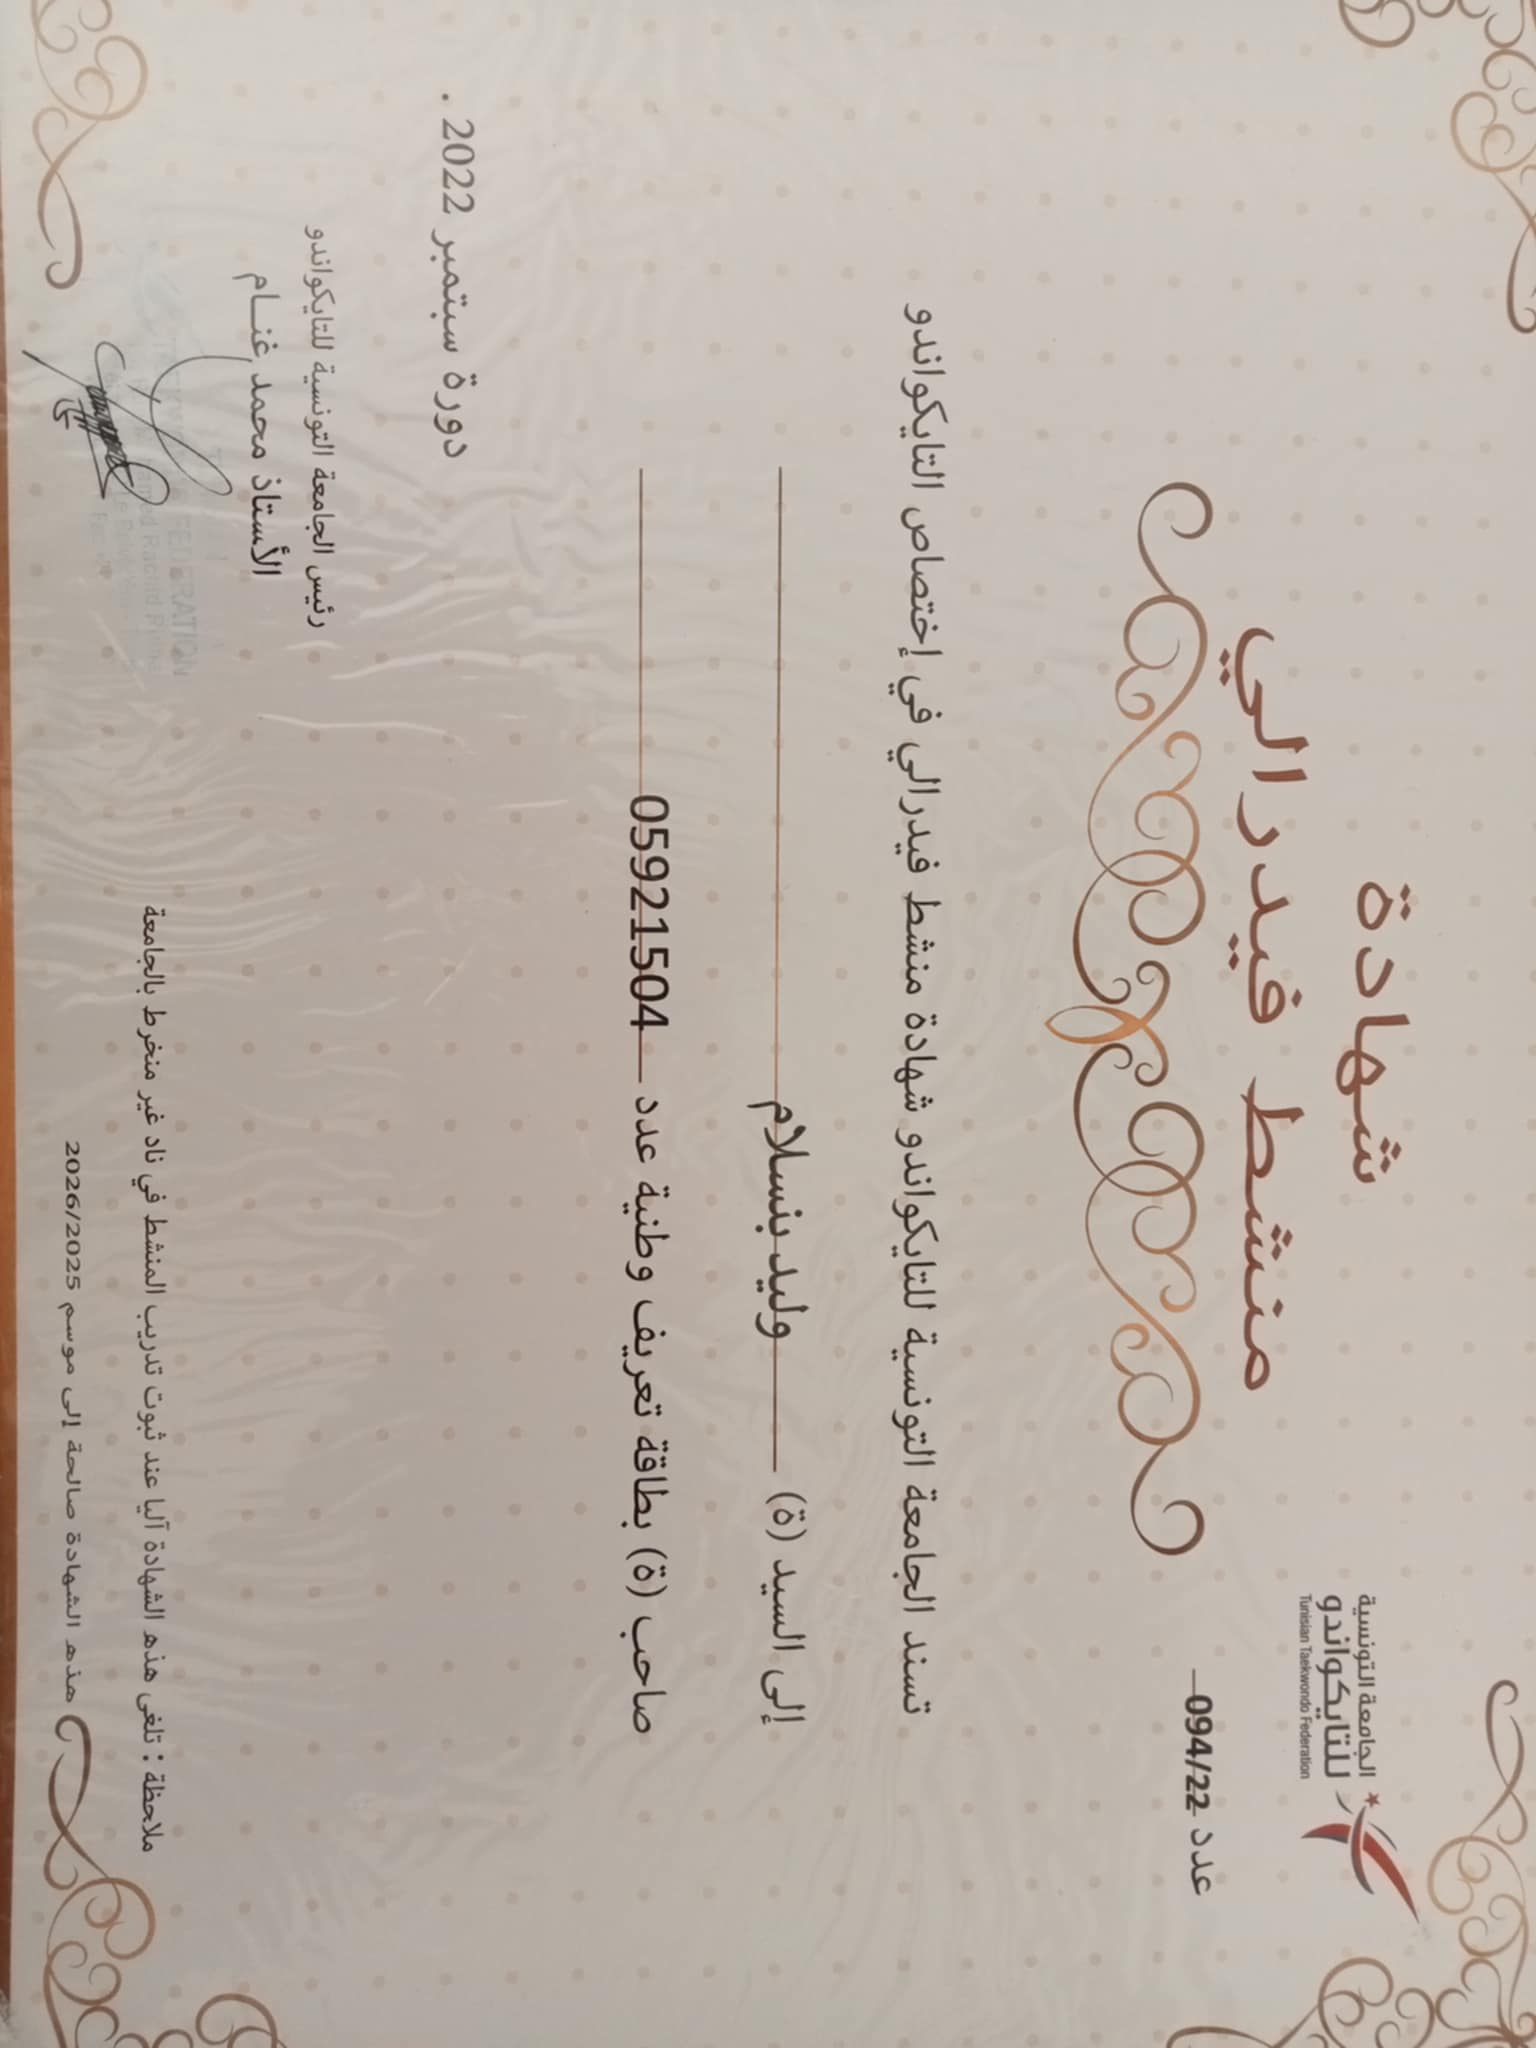 الجامعة التونسية
للتايكواندو
Tunisian Taekwondo Federation
عدد 094/22
شهادة
منشط فيدرالي
تسند الجامعة التونسية للتايكواندو شهادة منشط فيدرالي في إختصاص التايكواندو
إلى السيد (ة) وليد بنسلام
صاحب (ة) بطاقة تعريف وطنية عدد 05921504
دورة سبتمبر 2022 .
رئيس الجامعة التونسية للتايكواندو
الأستاذ محمد غنـام
FEDERATION
ملاحظة : تلغى هذه الشهادة آليا عند ثبوت تدريب المنشط في ناد غير منخرط بالجامعة
هذه الشهادة صالحة إلى موسم 2026/2025